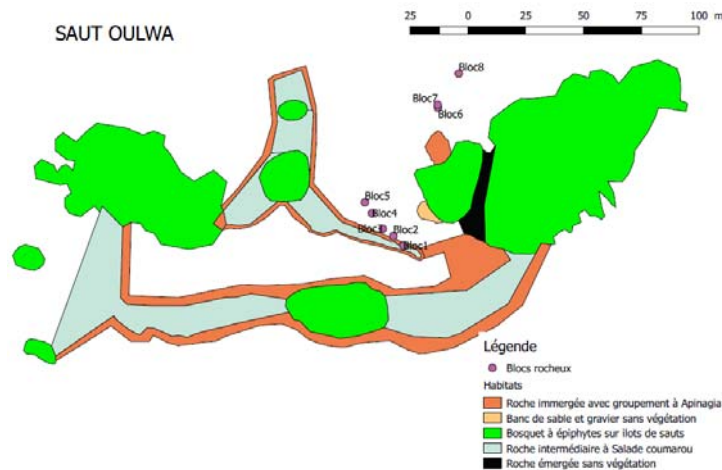 SAUT OULWA
25 0 25 50 75 100 m
Bloc8
Bloc7
Bloc6
Bloc5
Bloc4
Bloc3
Bloc2
Bloc1
Légende
Blocs rocheux
Habitats
Roche immergée avec groupement à Apinagia
Banc de sable et gravier sans végétation
Bosquet à épiphytes sur ilots de sauts
Roche intermédiaire à Salade coumarou
Roche émergée sans végétation